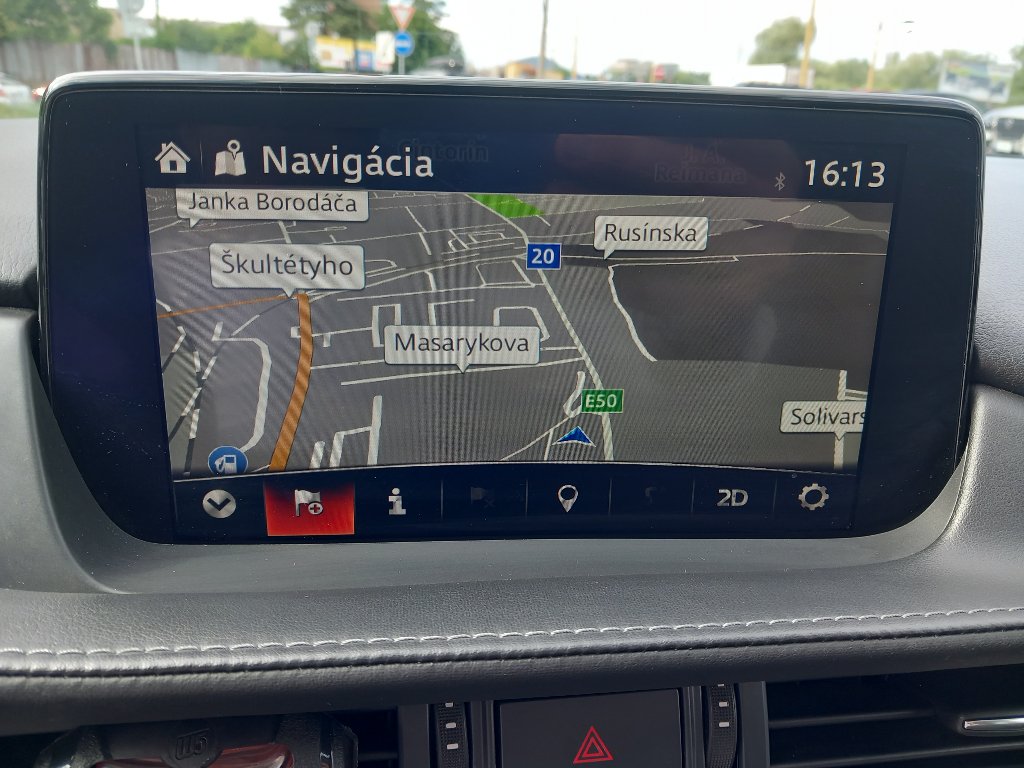 Navigácia
16:13
Janka Borodáča
Rusínska
20
Škultétyho
Masarykova
E50
Solivars
2D